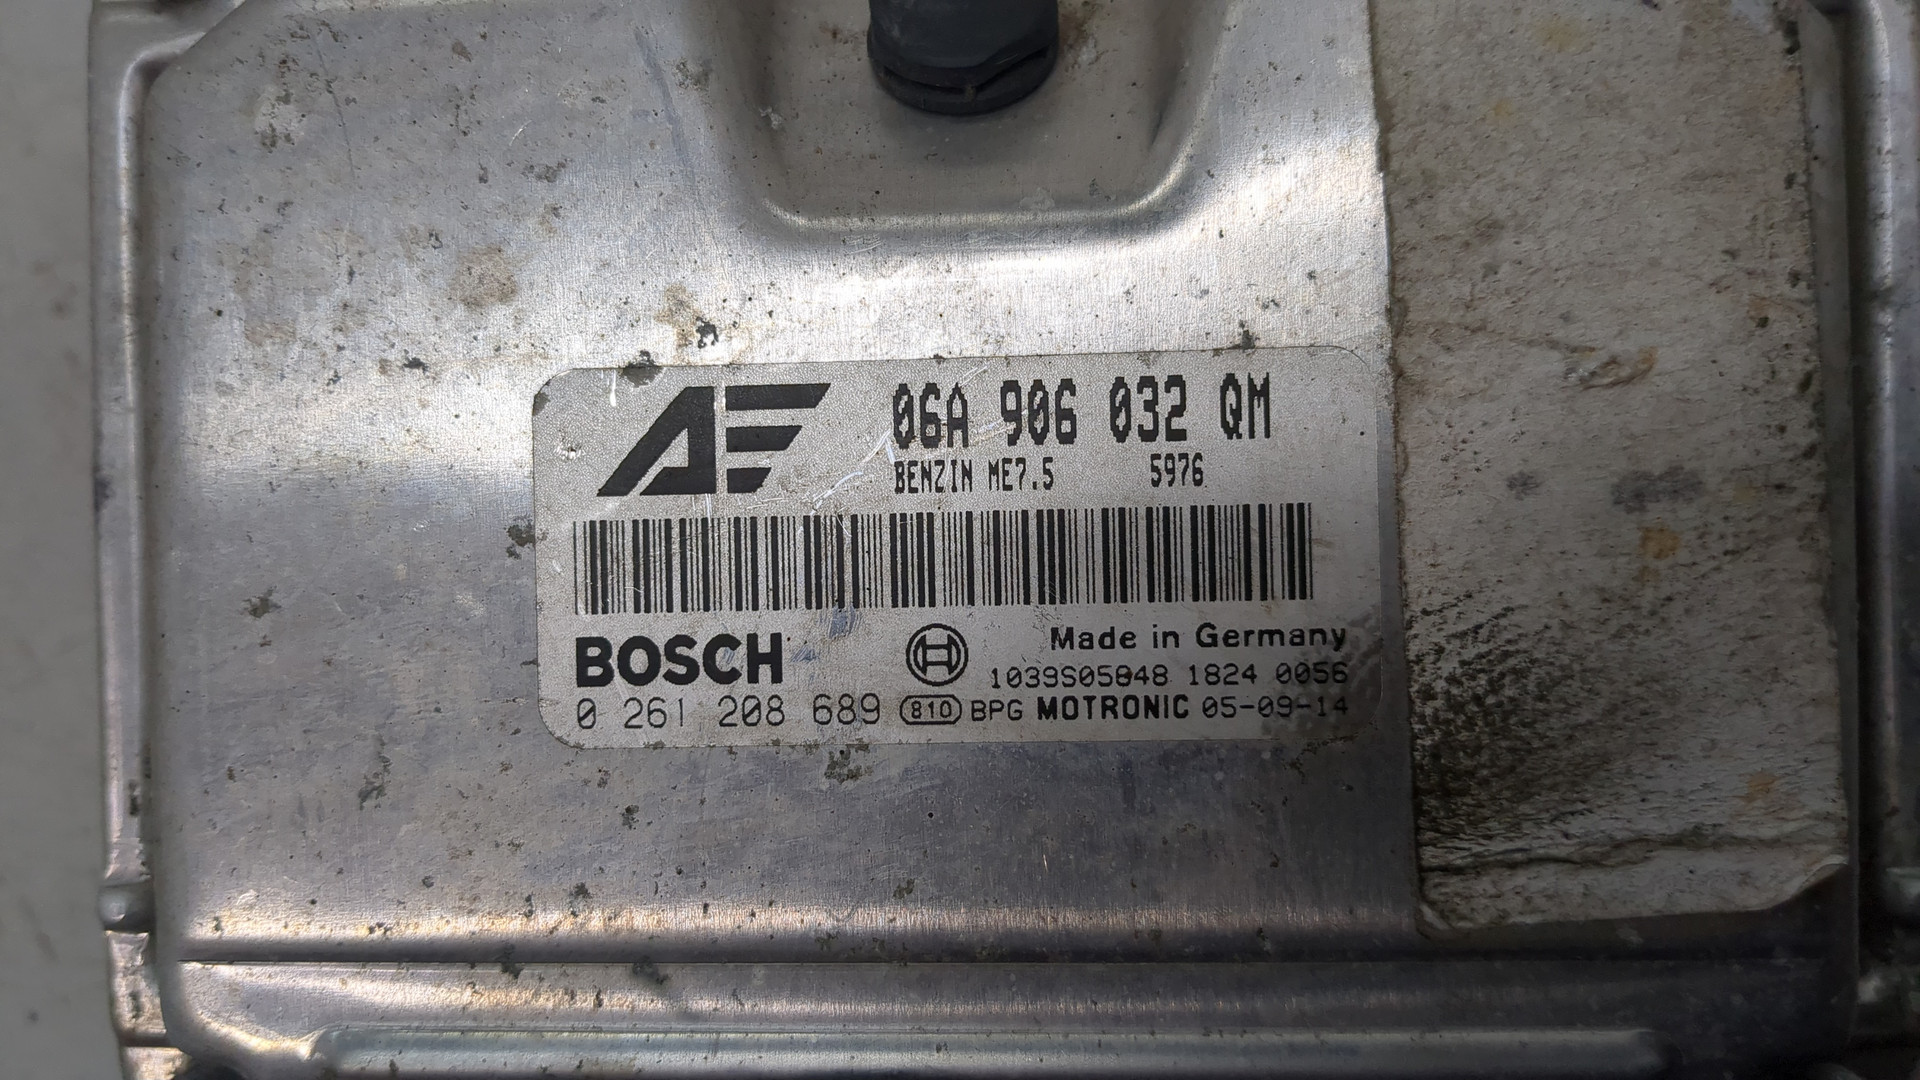 AE
06A 906 032 QM
BENZIN ME7.5 5976
BOSCH
Made in Germany
1039S05848 1824 0056
0 261 208 689 810 BPG MOTRONIC 05-09-14